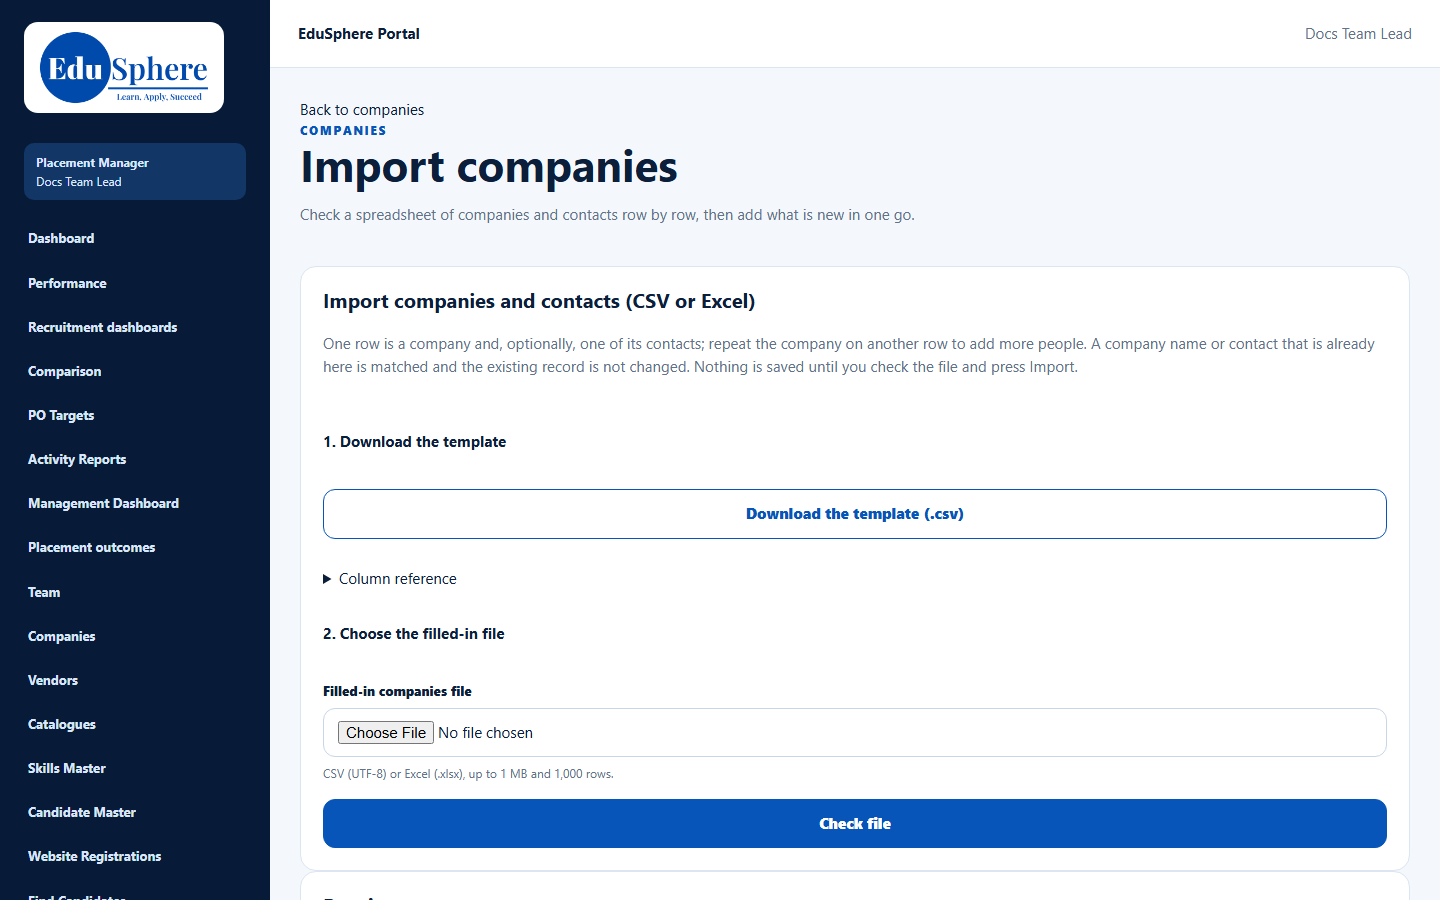 Edu Sphere
Learn. Apply, Succeed
Placement Manager
Docs Team Lead
Dashboard
Performance
Recruitment dashboards
Comparison
PO Targets
Activity Reports
Management Dashboard
Placement outcomes
Team
Companies
Vendors
Catalogues
Skills Master
Candidate Master
Website Registrations
Find Candidates
EduSphere Portal
Docs Team Lead
Back to companies
COMPANIES
Import companies
Check a spreadsheet of companies and contacts row by row, then add what is new in one go.
Import companies and contacts (CSV or Excel)
One row is a company and, optionally, one of its contacts; repeat the company on another row to add more people. A company name or contact that is already
here is matched and the existing record is not changed. Nothing is saved until you check the file and press Import.
1. Download the template
Download the template (.csv)
Column reference
2. Choose the filled-in file
Filled-in companies file
Choose File No file chosen
CSV (UTF-8) or Excel (.xlsx), up to 1 MB and 1,000 rows.
Check file